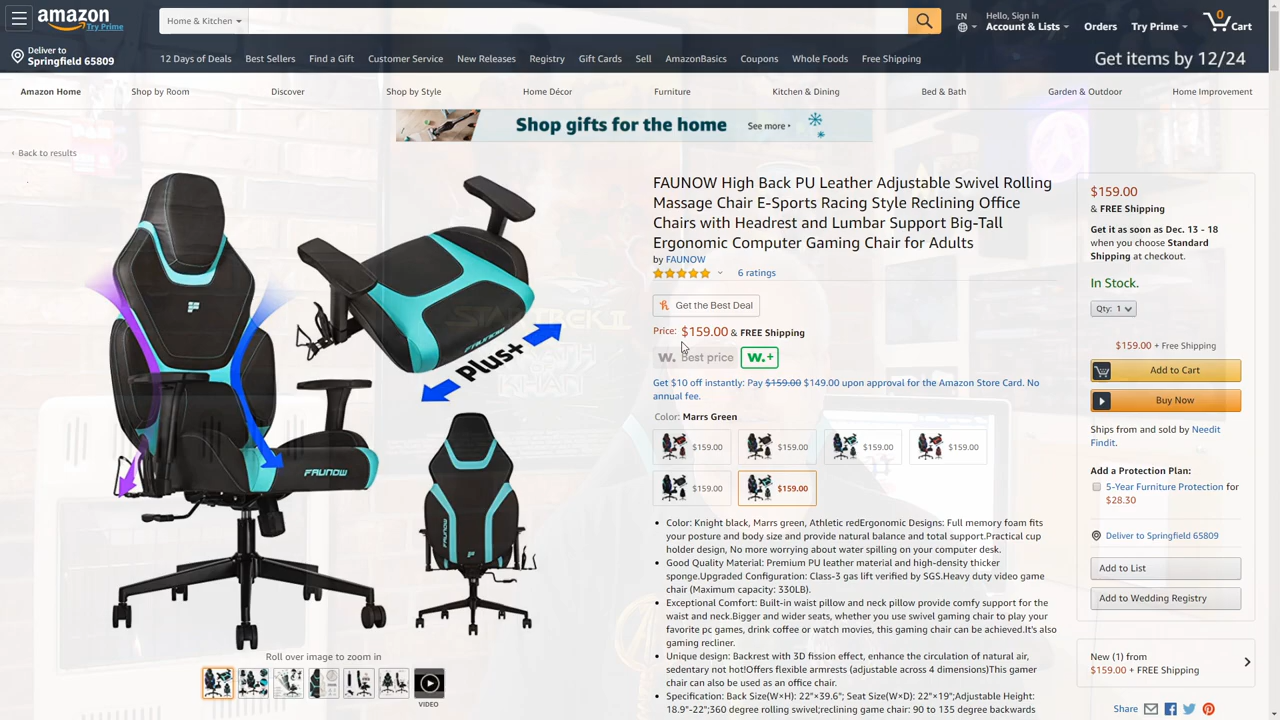 amazon
Try Prime
Home & Kitchen
EN
Hello, Sign in
Account & Lists
Orders
Try Prime
0
Cart
Deliver to
Springfield 65809
12 Days of Deals
Best Sellers
Find a Gift
Customer Service
New Releases
Registry
Gift Cards
Sell
AmazonBasics
Coupons
Whole Foods
Free Shipping
Get items by 12/24
Amazon Home
Shop by Room
Discover
Shop by Style
Home Décor
Furniture
Kitchen & Dining
Bed & Bath
Garden & Outdoor
Home Improvement
Shop gifts for the home
See more
‹ Back to results
FAUNOW High Back PU Leather Adjustable Swivel Rolling
Massage Chair E-Sports Racing Style Reclining Office
Chairs with Headrest and Lumbar Support Big-Tall
Ergonomic Computer Gaming Chair for Adults
by FAUNOW
6 ratings
Get the Best Deal
Price: $159.00 & FREE Shipping
w. Best price
w.+
Get $10 off instantly: Pay $159.00 $149.00 upon approval for the Amazon Store Card. No
annual fee.
Color: Marrs Green
$159.00
$159.00
$159.00
$159.00
$159.00
$159.00
• Color: Knight black, Marrs green, Athletic redErgonomic Designs: Full memory foam fits
your posture and body size and provide natural balance and total support.Practical cup
holder design, No more worrying about water spilling on your computer desk.
• Good Quality Material: Premium PU leather material and high-density thicker
sponge.Upgraded Configuration: Class-3 gas lift verified by SGS.Heavy duty video game
chair (Maximum capacity: 330LB).
• Exceptional Comfort: Built-in waist pillow and neck pillow provide comfy support for the
waist and neck.Bigger and wider seats, whether you use swivel gaming chair to play your
favorite pc games, drink coffee or watch movies, this gaming chair can be achieved.It's also
gaming recliner.
• Unique design: Backrest with 3D fission effect, enhance the circulation of natural air,
sedentary not hot!Offers flexible armrests (adjustable across 4 dimensions)This gamer
chair can also be used as an office chair.
• Specification: Back Size(W×H): 22"×39.6"; Seat Size(W×D): 22"×19";Adjustable Height:
18.9"-22";360 degree rolling swivel;reclining game chair: 90 to 135 degree backwards
Plus+
FAUNOW
FAUNOW
STAR TREK II
KHAN
Roll over image to zoom in
VIDEO
$159.00
& FREE Shipping
Get it as soon as Dec. 13 - 18
when you choose Standard
Shipping at checkout.
In Stock.
Qty: 1
$159.00 + Free Shipping
Add to Cart
Buy Now
Ships from and sold by Needit
Findit.
Add a Protection Plan:
5-Year Furniture Protection for
$28.30
Deliver to Springfield 65809
Add to List
Add to Wedding Registry
New (1) from
$159.00 + FREE Shipping
Share